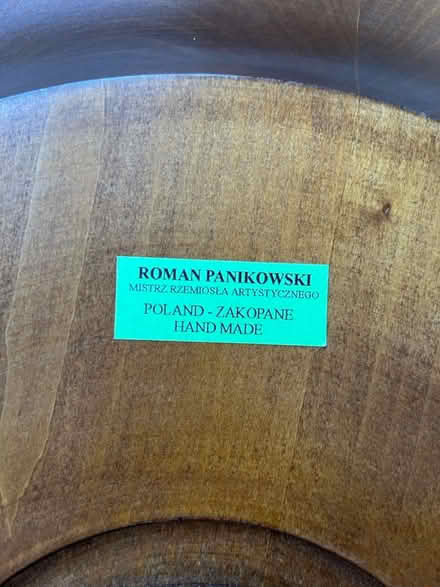 ROMAN PANIKOWSKI
MISTRZ RZEMIOSŁA ARTYSTYCZNEGO
POLAND - ZAKOPANE
HAND MADE